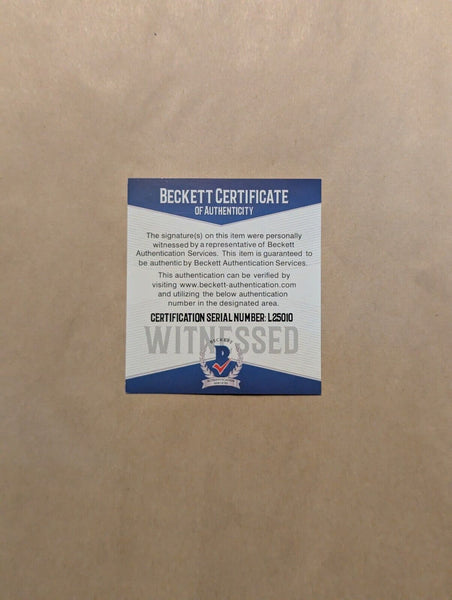 BECKETT CERTIFICATE
OF AUTHENTICITY
The signature(s) on this item were personally
witnessed by a representative of Beckett
Authentication Services. This item is guaranteed to
be authentic by Beckett Authentication Services.
This authentication can be verified by
visiting www.beckett-authentication.com
and utilizing the below authentication
number in the designated area.
CERTIFICATION SERIAL NUMBER: L25010
WITNESSED
BECKETT
B